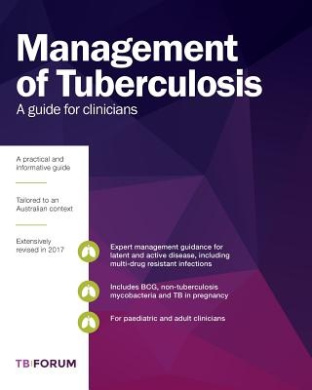 Management
of Tuberculosis
A guide for clinicians
A practical and
informative guide
Tailored to an
Australian context
Extensively
revised in 2017
Expert management guidance for
latent and active disease, including
multi-drug resistant infections
Includes BCG, non-tuberculosis
mycobacteria and TB in pregnancy
For paediatric and adult clinicians
TB|FORUM